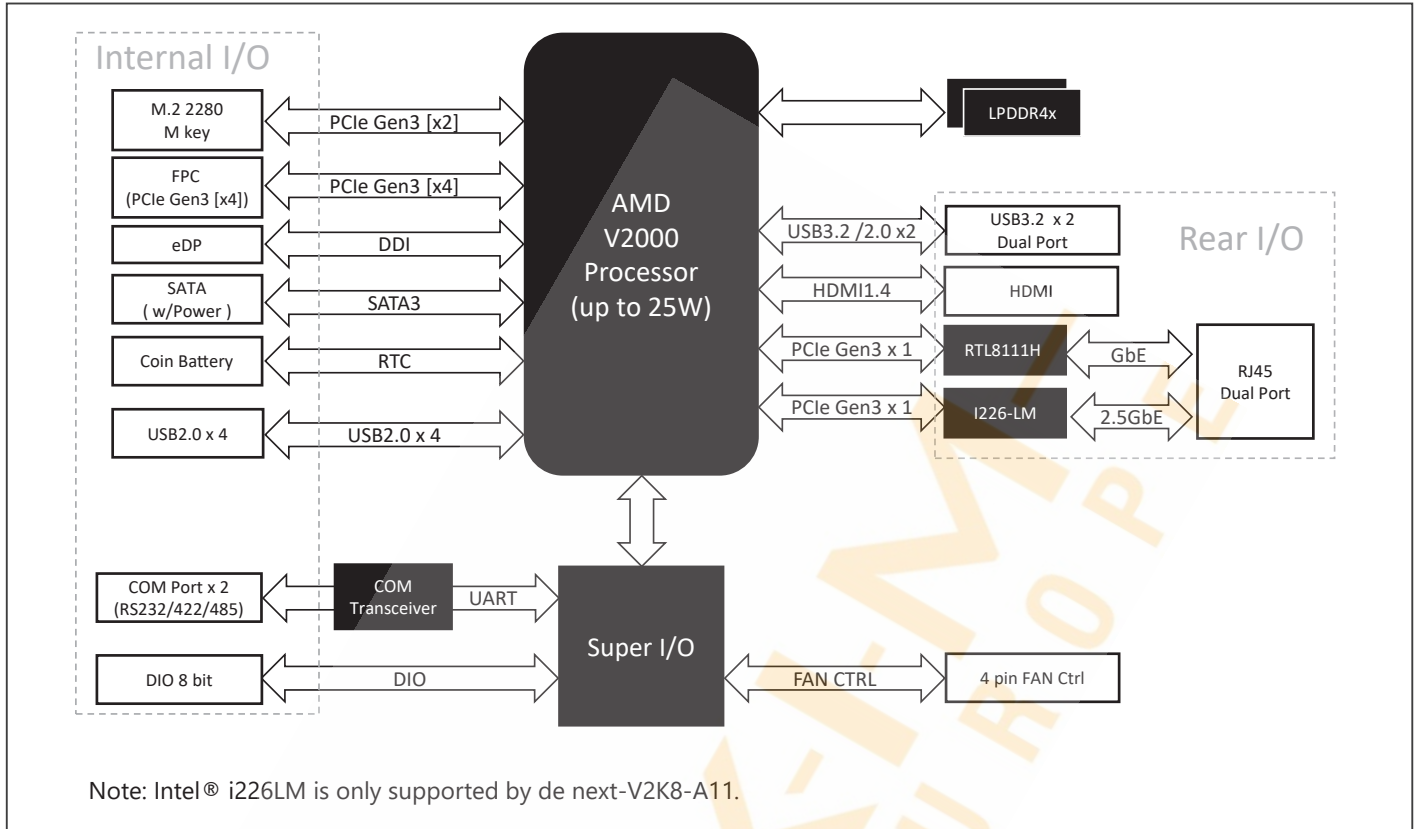 Internal I/O
M.2 2280
M key
PCIe Gen3 [x2]
FPC
(PCIe Gen3 [x4])
PCIe Gen3 [x4]
eDP
DDI
SATA
( w/Power )
SATA3
Coin Battery
RTC
USB2.0 x 4
USB2.0 x 4
AMD
V2000
Processor
(up to 25W)
LPDDR4x
Rear I/O
USB3.2 /2.0 x2
USB3.2 x 2
Dual Port
HDMI1.4
HDMI
PCIe Gen3 x 1
RTL8111H
GbE
PCIe Gen3 x 1
I226-LM
2.5GbE
RJ45
Dual Port
COM Port x 2
(RS232/422/485)
COM
Transceiver
UART
DIO 8 bit
DIO
Super I/O
FAN CTRL
4 pin FAN Ctrl
Note: Intel® i226LM is only supported by de next-V2K8-A11.